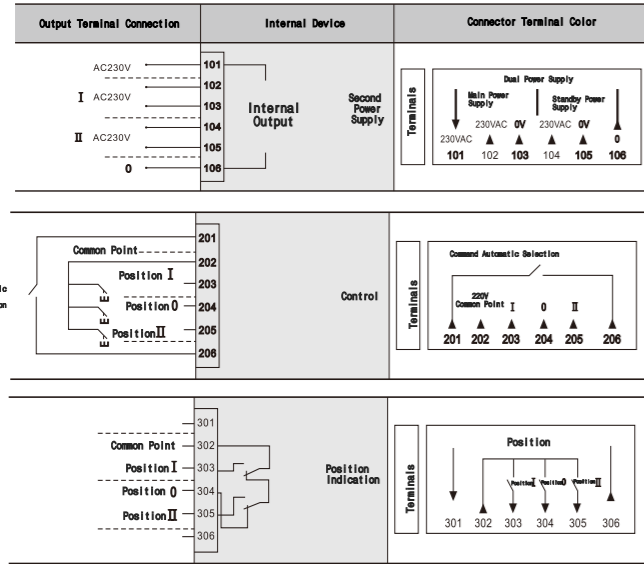 Output Terminal Connection
Internal Device
Connector Terminal Color
AC230V
I AC230V
II AC230V
0
101
102
103
104
105
106
Internal
Output
Second
Power
Supply
Terminals
Dual Power Supply
Main Power
Supply
Standby Power
Supply
230VAC 0V 230VAC 0V
230VAC 0
101 102 103 104 105 106
Common Point
Position I
Position 0
Position II
201
202
203
204
205
206
Control
Terminals
Command Automatic Selection
220V
Common Point I 0 II
201 202 203 204 205 206
Common Point
Position I
Position 0
Position II
301
302
303
304
305
306
Position
Indication
Terminals
Position
Position I Position 0 Position II
301 302 303 304 305 306